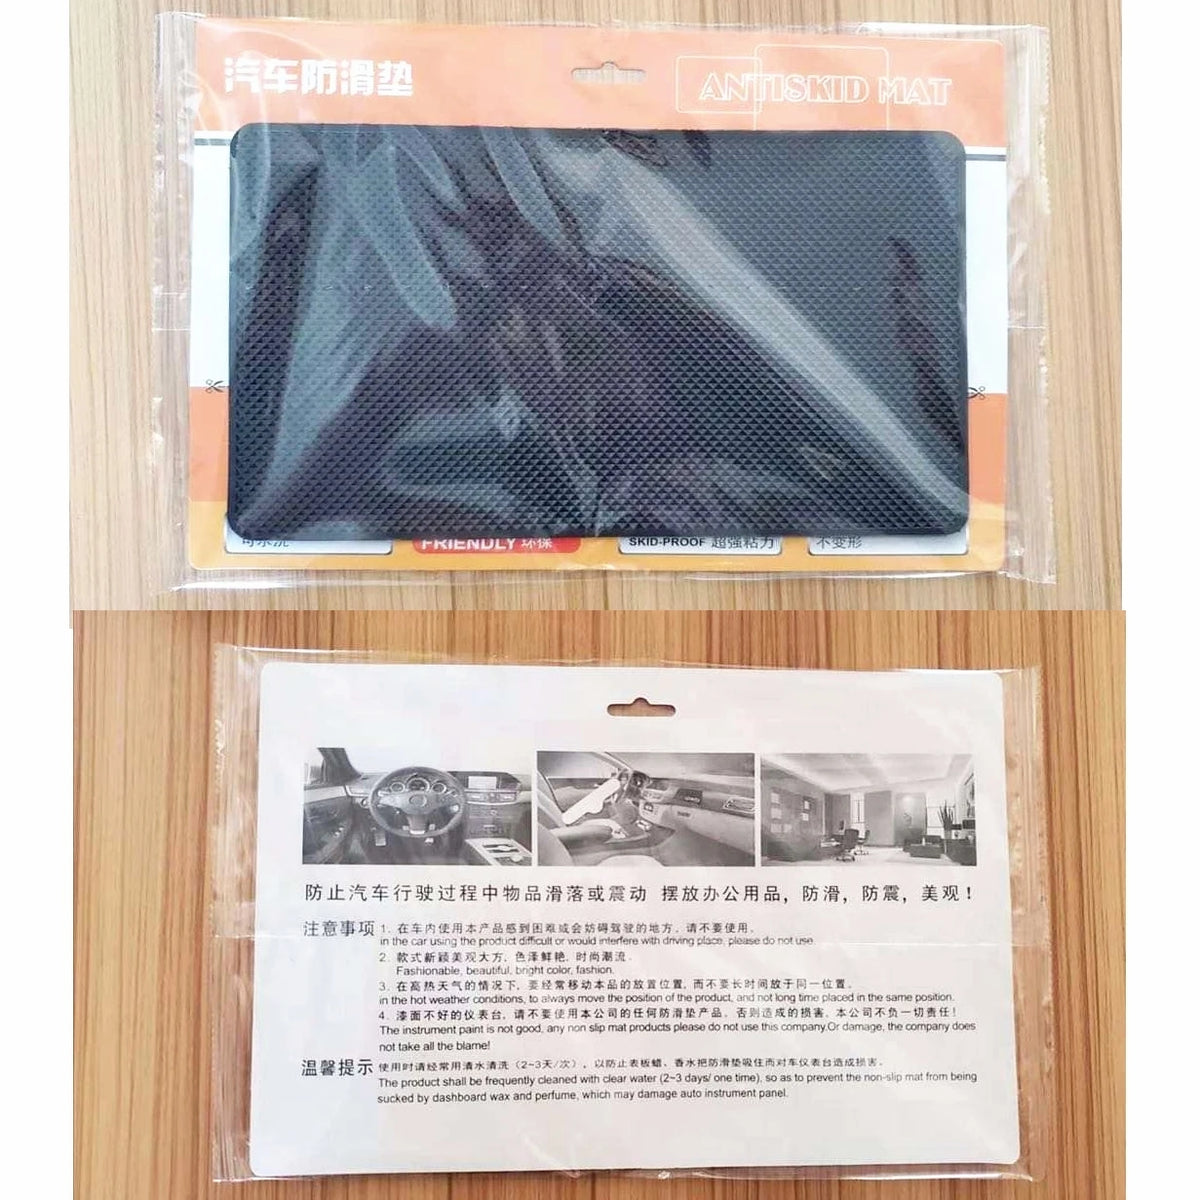 汽车防滑垫
ANTISKID MAT
FRIENDLY 环保
SKID-PROOF 超强粘力
不变形
防止汽车行驶过程中物品滑落或震动 摆放办公用品，防滑，防震，美观！
注意事项 1. 在车内使用本产品感到困难或会妨碍驾驶的地方，请不要使用。
in the car using the product difficult or would interfere with driving place, please do not use.
2. 款式新颖美观大方，色泽鲜艳，时尚潮流。
Fashionable, beautiful, bright color, fashion.
3. 在高热天气的情况下，要经常移动本品的放置位置，而不要长时间放于同一位置。
in the hot weather conditions, to always move the position of the product, and not long time placed in the same position.
4. 漆面不好的仪表台，请不要使用本公司的任何防滑垫产品，否则造成的损害，本公司不负一切责任！
The instrument paint is not good, any non slip mat products please do not use this company.Or damage, the company does
not take all the blame!
温馨提示 使用时请经常用清水清洗（2~3天/次），以防止表板蜡、香水把防滑垫吸住而对车仪表台造成损害。
The product shall be frequently cleaned with clear water (2~3 days/ one time), so as to prevent the non-slip mat from being
sucked by dashboard wax and perfume, which may damage auto instrument panel.